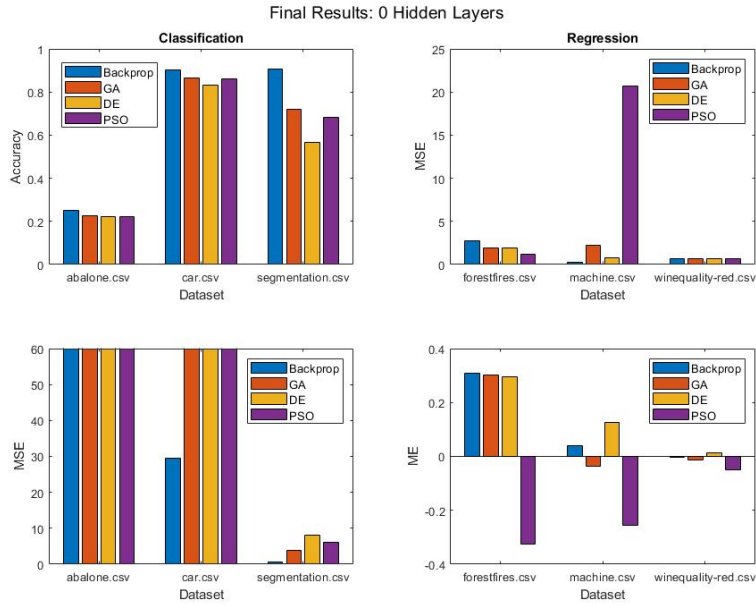 Final Results: 0 Hidden Layers
Classification
Accuracy
1
0.8
0.6
0.4
0.2
0
Backprop
GA
DE
PSO
abalone.csv car.csv segmentation.csv
Dataset
Regression
MSE
25
20
15
10
5
0
Backprop
GA
DE
PSO
forestfires.csv machine.csv winequality-red.csv
Dataset
MSE
60
50
40
30
20
10
0
Backprop
GA
DE
PSO
abalone.csv car.csv segmentation.csv
Dataset
ME
0.4
0.2
0
-0.2
-0.4
Backprop
GA
DE
PSO
forestfires.csv machine.csv winequality-red.csv
Dataset